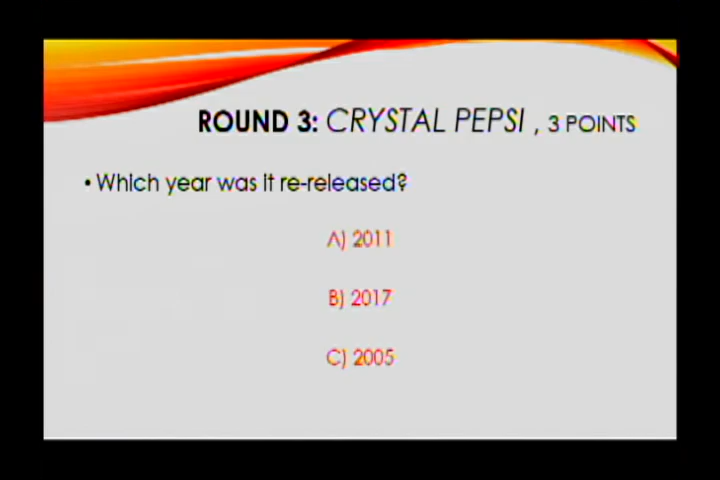 ROUND 3: CRYSTAL PEPSI , 3 POINTS
• Which year was it re-released?
A) 2011
B) 2017
C) 2005